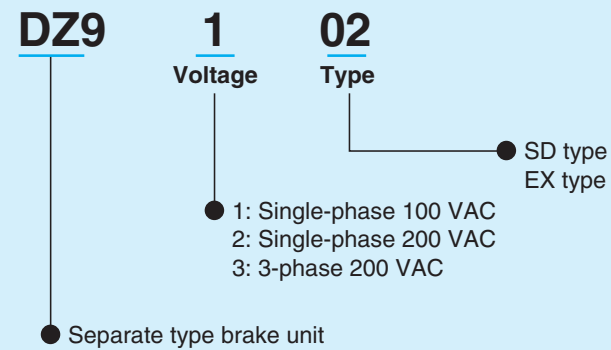 DZ9 1 02
Voltage Type
SD type
EX type
1: Single-phase 100 VAC
2: Single-phase 200 VAC
3: 3-phase 200 VAC
Separate type brake unit